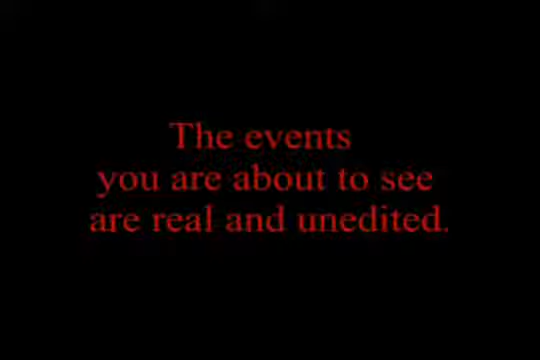 The events
you are about to see
are real and unedited.